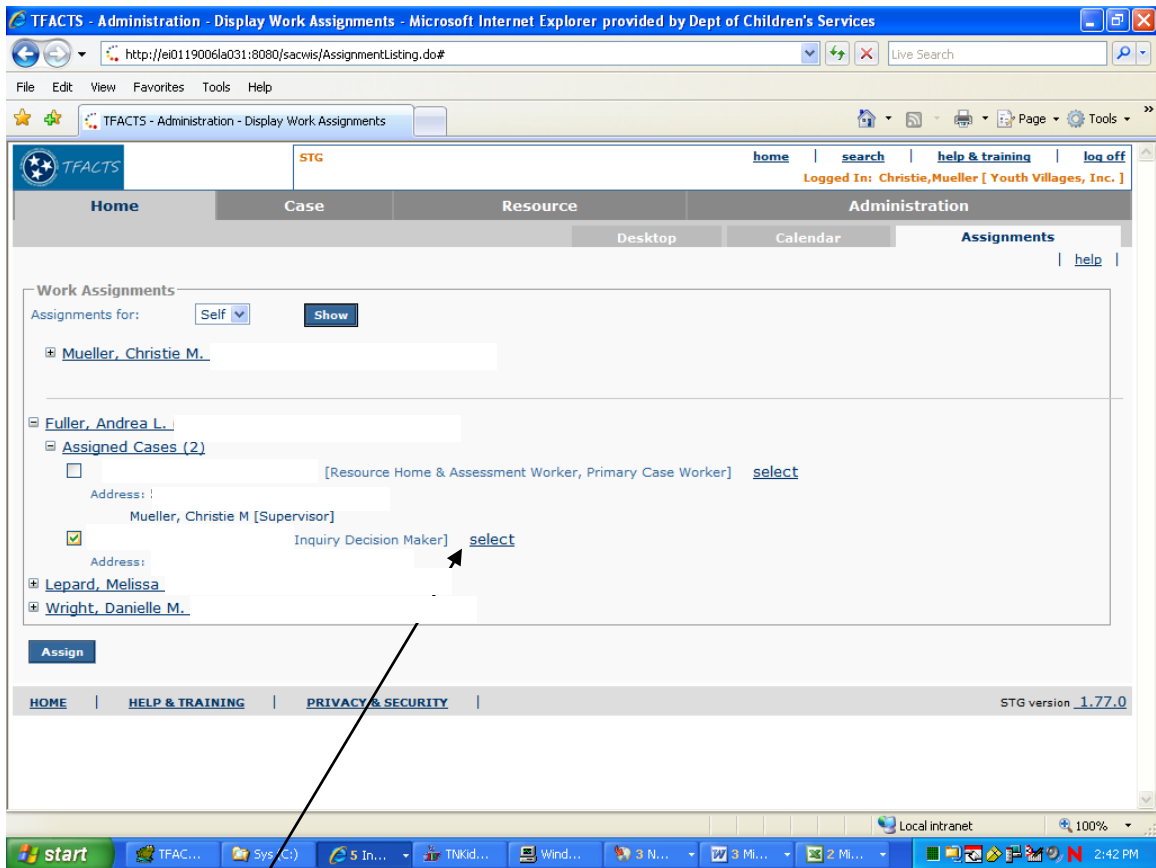 TFACTS - Administration - Display Work Assignments - Microsoft Internet Explorer provided by Dept of Children's Services
http://ei0119006la031:8080/sacwis/AssignmentListing.do#
Live Search
File Edit View Favorites Tools Help
TFACTS - Administration - Display Work Assignments
Page Tools
TFACTS
STG
home | search | help & training | log off
Logged In: Christie,Mueller [ Youth Villages, Inc. ]
Home Case Resource Administration
Desktop Calendar Assignments
| help |
Work Assignments
Assignments for: Self Show
Mueller, Christie M.
Fuller, Andrea L.
Assigned Cases (2)
[Resource Home & Assessment Worker, Primary Case Worker] select
Address:
Mueller, Christie M [Supervisor]
Inquiry Decision Maker] select
Address:
Lepard, Melissa
Wright, Danielle M.
Assign
HOME | HELP & TRAINING | PRIVACY & SECURITY | STG version 1.77.0
Local intranet 100%
start TFAC... Sys (C:) 5 In... TNKid... Wind... 3 N... 3 Mi... 2 Mi... 2:42 PM